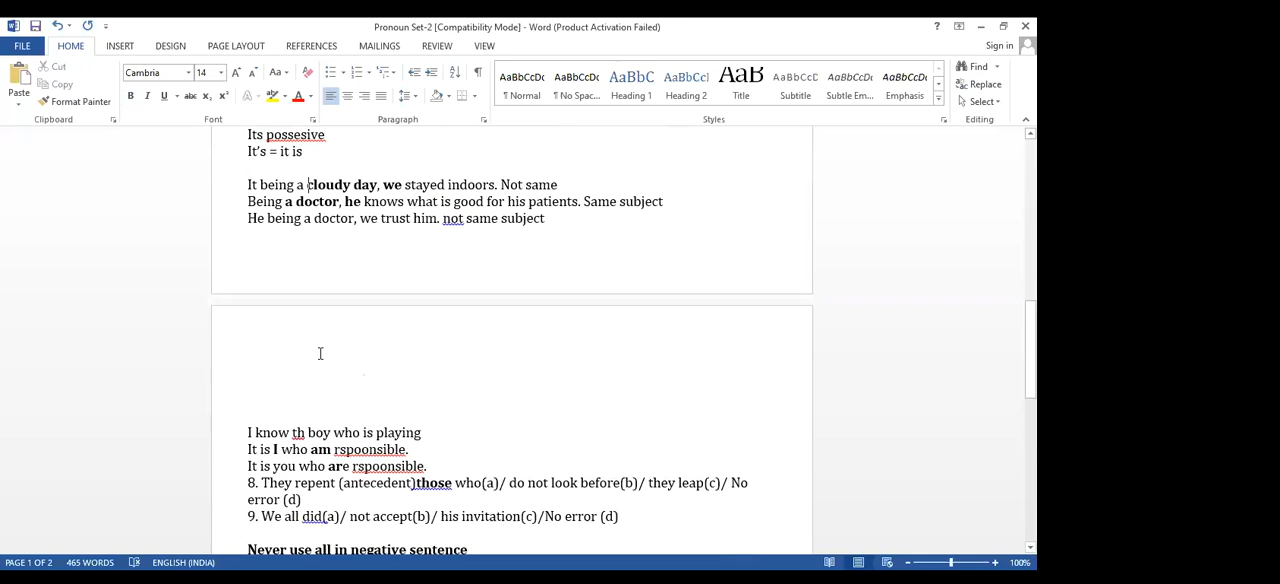 Pronoun Set-2 [Compatibility Mode] - Word (Product Activation Failed)
FILE HOME INSERT DESIGN PAGE LAYOUT REFERENCES MAILINGS REVIEW VIEW Sign in
Paste
Cut
Copy
Format Painter
Clipboard
Cambria 14
Font
Paragraph
AaBbCcDc AaBbCcDc AaBbC AaBbCc] AaB AaBbCcD AaBbCcDc AaBbCcDc
¶ Normal ¶ No Spac... Heading 1 Heading 2 Title Subtitle Subtle Em... Emphasis
Styles
Find
Replace
Select
Editing
Its possesive
It’s = it is
It being a cloudy day, we stayed indoors. Not same
Being a doctor, he knows what is good for his patients. Same subject
He being a doctor, we trust him. not same subject
I know th boy who is playing
It is I who am rspoonsible.
It is you who are rspoonsible.
8. They repent (antecedent)those who(a)/ do not look before(b)/ they leap(c)/ No
error (d)
9. We all did(a)/ not accept(b)/ his invitation(c)/No error (d)
Never use all in negative sentence
PAGE 1 OF 2 465 WORDS ENGLISH (INDIA) 100%